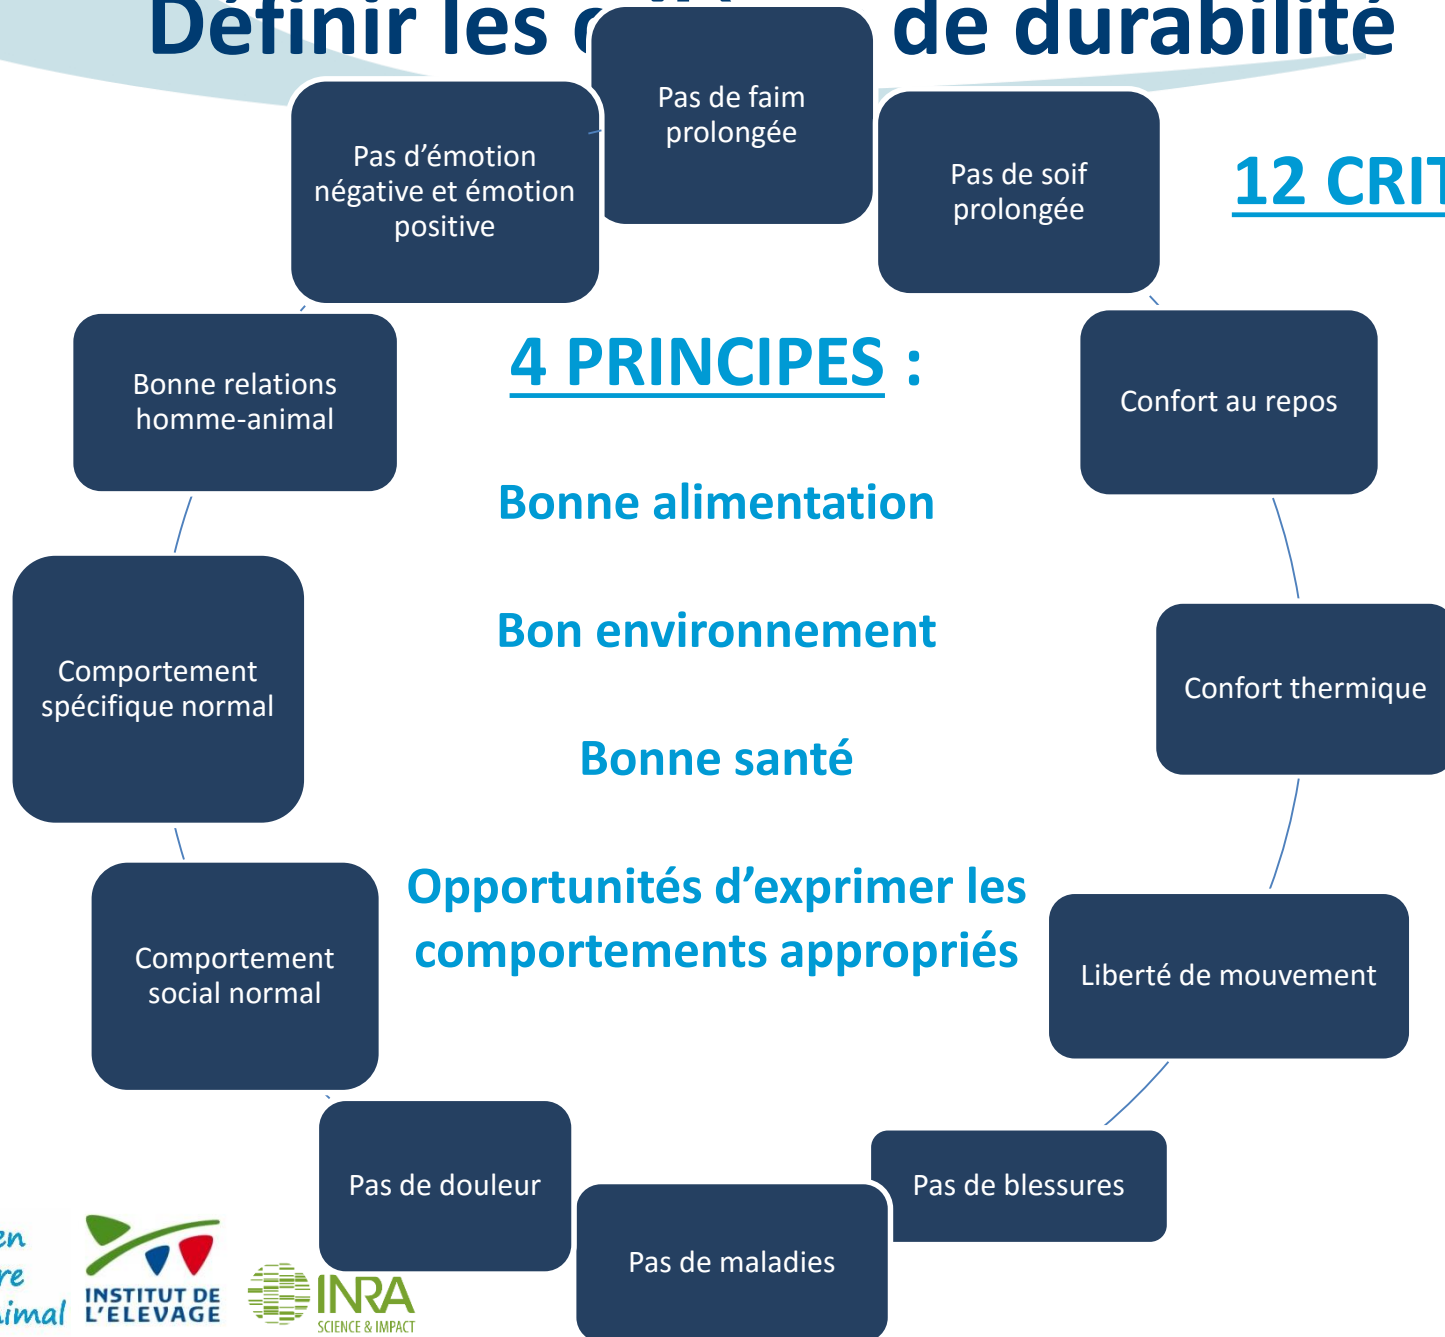 Définir les de durabilité
12 CRIT
Pas de faim
prolongée
Pas de soif
prolongée
Confort au repos
Confort thermique
Liberté de mouvement
Pas de blessures
Pas de maladies
Pas de douleur
Comportement
social normal
Comportement
spécifique normal
Bonne relations
homme-animal
Pas d’émotion
négative et émotion
positive
4 PRINCIPES :
Bonne alimentation
Bon environnement
Bonne santé
Opportunités d’exprimer les
comportements appropriés
en
re
imal
INSTITUT DE
L'ELEVAGE
INRA
SCIENCE & IMPACT